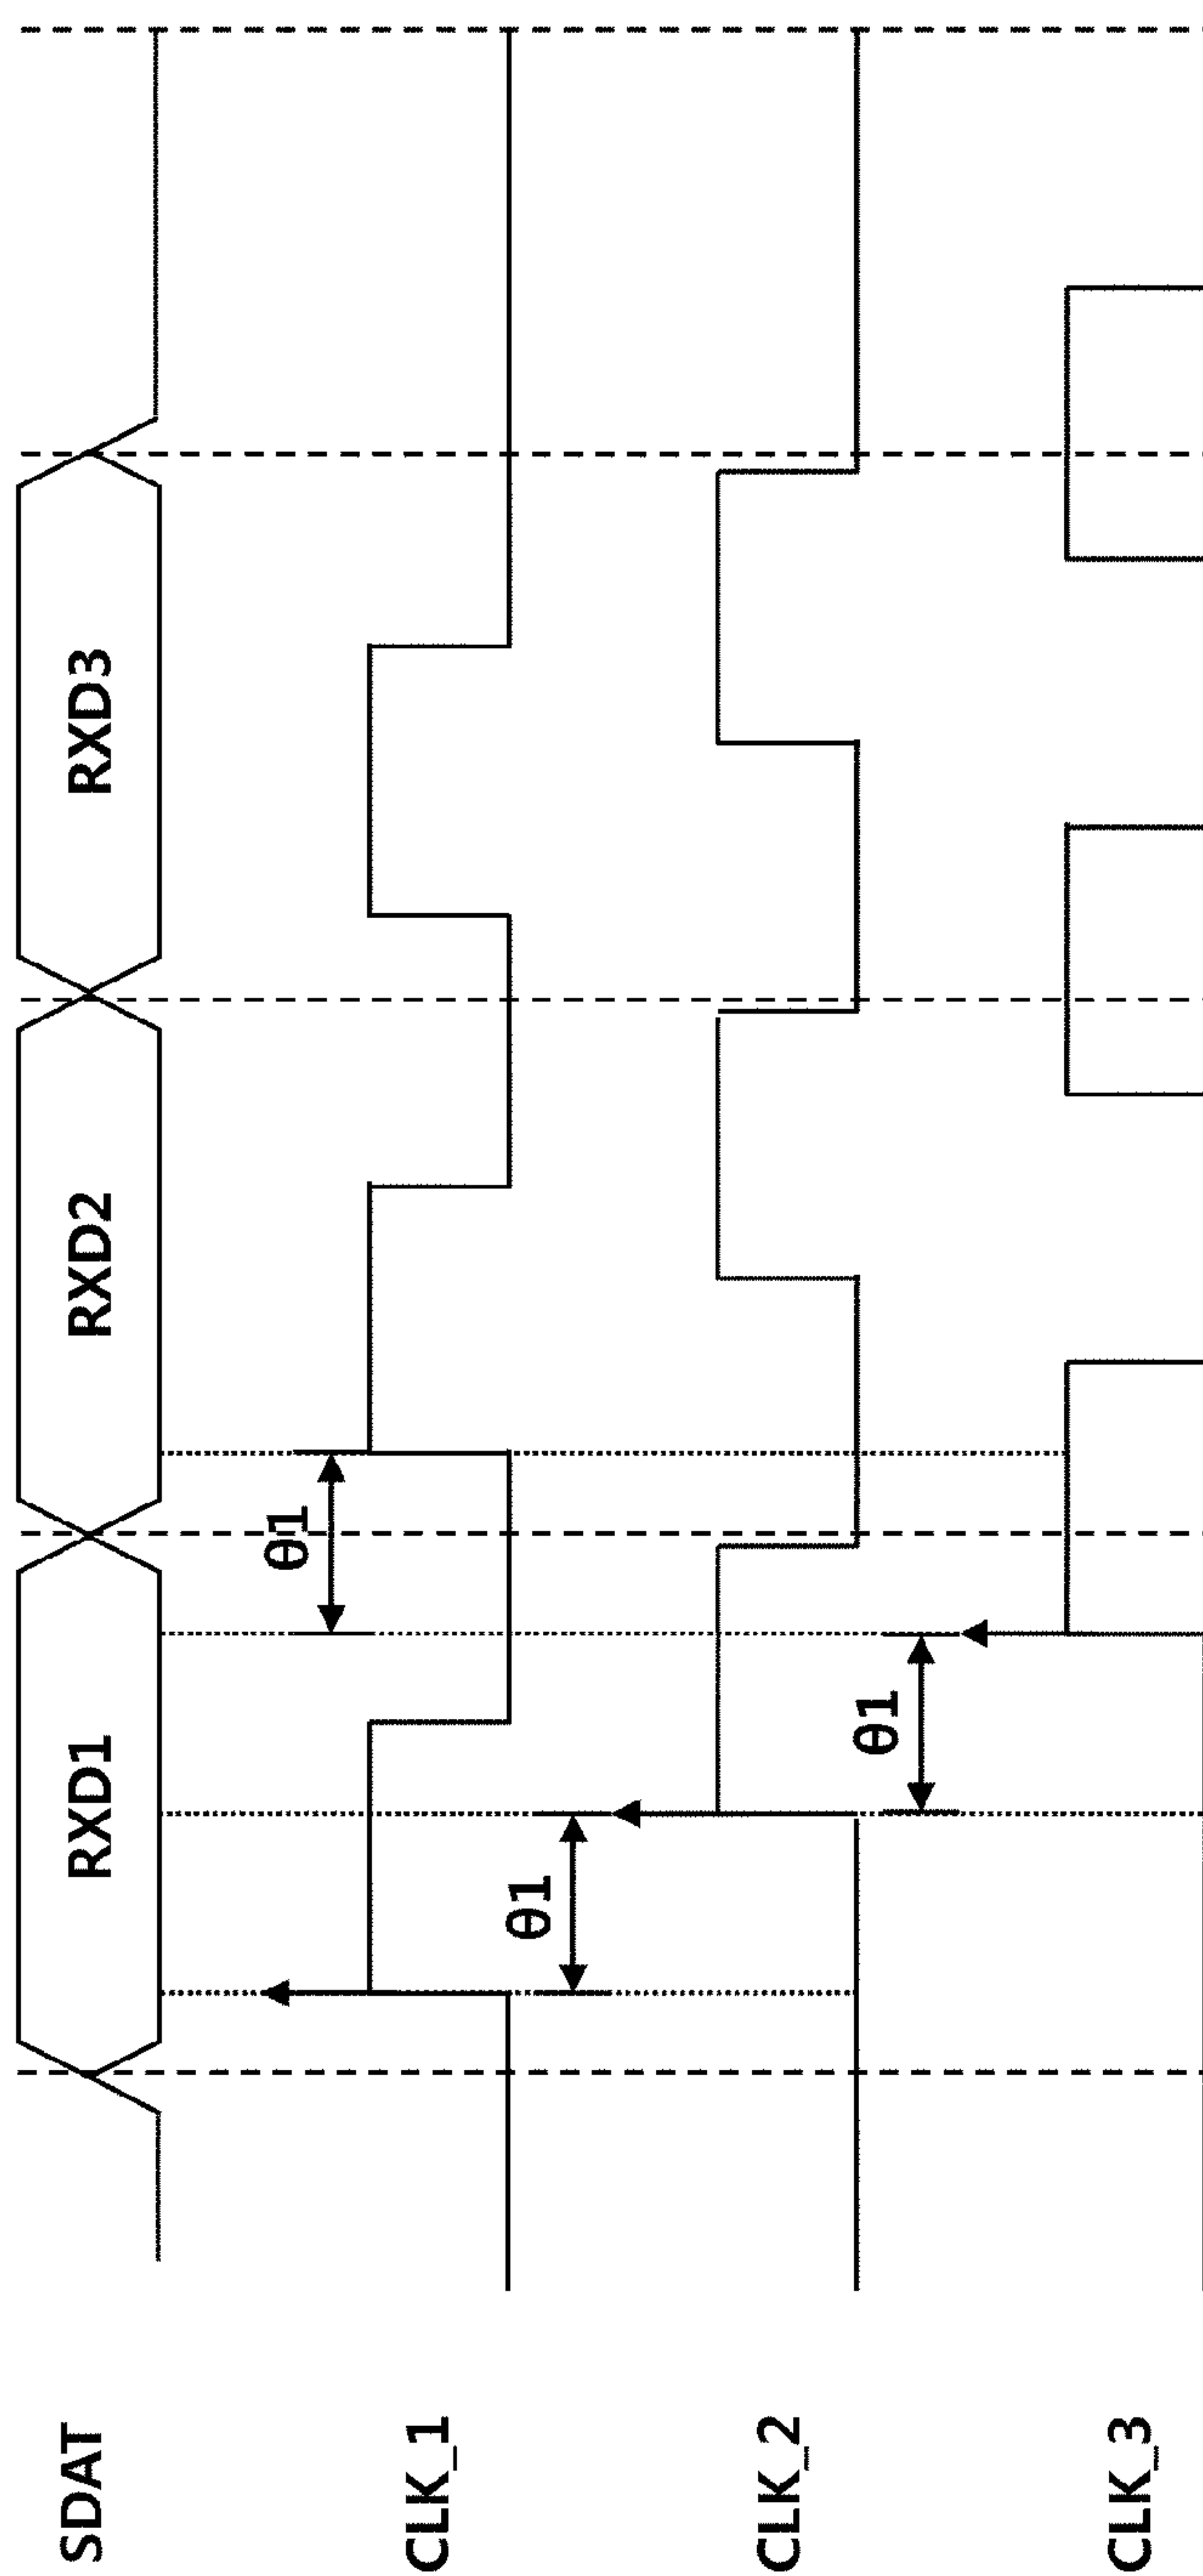 SDAT
RXD1
RXD2
RXD3
CLK_1
θ1
CLK_2
θ1
CLK_3
θ1